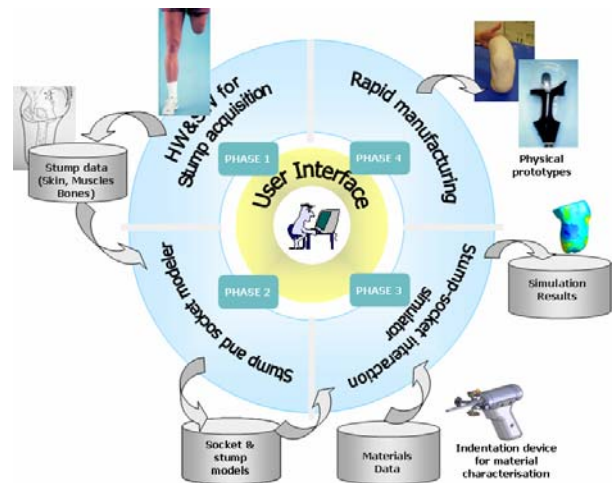 HW&SW for
Stump acquisition
Rapid manufacturing
PHASE 1
PHASE 4
User Interface
Stump data
(Skin, Muscles
Bones)
Physical
prototypes
PHASE 2
PHASE 3
Stump and socket modeler
Stump-socket interaction
simulator
Simulation
Results
Socket &
stump
models
Materials
Data
Indentation device
for material
characterisation